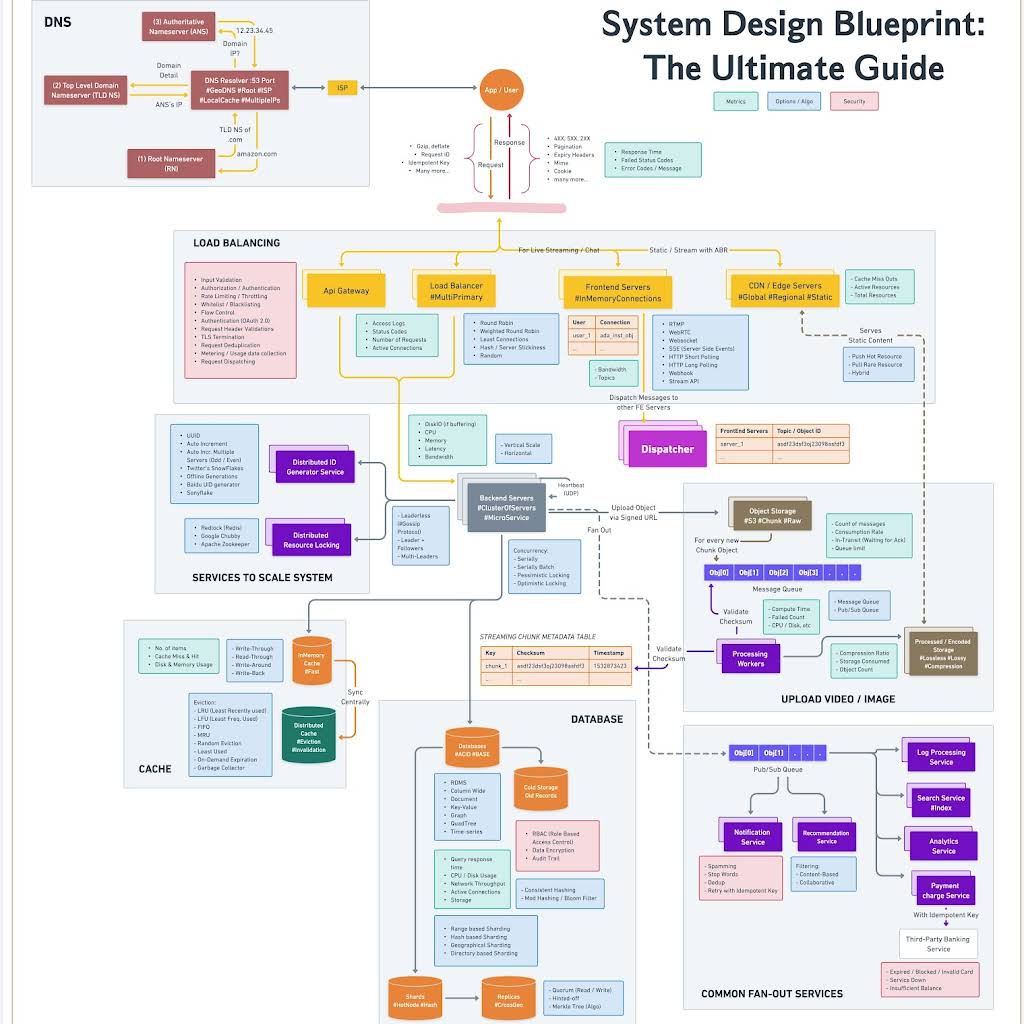 System Design Blueprint:
The Ultimate Guide
Metrics
Options / Algo
Security
DNS
(3) Authoritative
Nameserver (ANS)
12.23.34.45
Domain
IP?
Domain
Detail
(2) Top Level Domain
Nameserver (TLD NS)
ANS's IP
DNS Resolver :53 Port
#GeoDNS #Root #ISP
#LocalCache #MultipleIPs
ISP
App / User
TLD NS of
.com
amazon.com
(1) Root Nameserver
(RN)
Gzip, deflate
Request ID
Idempotent Key
Many more...
Request
Response
4XX, 5XX, 2XX
Pagination
Expiry Headers
Mime
Cookie
many more...
Response Time
Failed Status Codes
Error Codes / Message
LOAD BALANCING
For Live Streaming / Chat
Static / Stream with ABR
Input Validation
Authorization / Authentication
Rate Limiting / Throttling
Whitelist / Blacklisting
Flow Control
Authentication (OAuth 2.0)
Request Header Validations
TLS Termination
Request Deduplication
Metering / Usage data collection
Request Dispatching
Api Gateway
Load Balancer
#MultiPrimary
Frontend Servers
#InMemoryConnections
CDN / Edge Servers
#Global #Regional #Static
Cache Miss Outs
Active Resources
Total Resources
Access Logs
Status Codes
Number of Requests
Active Connections
Round Robin
Weighted Round Robin
Least Connections
Hash / Server Stickiness
Random
User Connection
user_1 ada_inst_obj
... ...
- Bandwidth
- Topics
RTMP
WebRTC
Websocket
SSE (Server Side Events)
HTTP Short Polling
HTTP Long Polling
Webhook
Stream API
Serves
Static Content
- Push Hot Resource
- Pull Rare Resource
- Hybrid
Dispatch Messages to
other FE Servers
Dispatcher
FrontEnd Servers Topic / Object ID
server_1 asdf23dsf3oj23098asfdf3
... ...
UUID
Auto Increment
Auto Incr. Multiple
Servers (Odd / Even)
Twitter's SnowFlakes
Offline Generations
Baidu UID generator
Sonyflake
Distributed ID
Generator Service
Redlock (Redis)
Google Chubby
Apache Zookeeper
Distributed
Resource Locking
SERVICES TO SCALE SYSTEM
DiskIO (if buffering)
CPU
Memory
Latency
Bandwidth
- Vertical Scale
- Horizontal
Backend Servers
#ClusterOfServers
#MicroService
Heartbeat
(UDP)
Leaderless
(#Gossip
Protocol)
Leader +
Followers
Multi-Leaders
Concurrency:
- Serially
- Serially Batch
- Pessimistic Locking
- Optimistic Locking
Upload Object
via Signed URL
Fan Out
Object Storage
#S3 #Chunk #Raw
For every new
Chunk Object
- Count of messages
- Consumption Rate
- In-Transit (Waiting for Ack)
- Queue limit
Obj[0] Obj[1] Obj[2] Obj[3] . . .
Message Queue
Validate
Checksum
- Compute Time
- Failed Count
- CPU / Disk, etc
- Message Queue
- Pub/Sub Queue
Processing
Workers
Validate
Checksum
- Compression Ratio
- Storage Consumed
- Object Count
Processed / Encoded
Storage
#Loseless #Lossy
#Compression
UPLOAD VIDEO / IMAGE
STREAMING CHUNK METADATA TABLE
Key Checksum Timestamp
chunk_1 asdf23dsf3oj23098asfdf3 1532873423
... ...
No. of items
Cache Miss & Hit
Disk & Memory Usage
- Write-Through
- Read-Through
- Write-Around
- Write-Back
InMemory
Cache
#Fast
Sync
Centrally
Eviction:
- LRU (Least Recently used)
- LFU (Least Freq. Used)
- FIFO
- MRU
- Random Eviction
- Least Used
- On-Demand Expiration
- Garbage Collector
Distributed
Cache
#Eviction
#Invalidation
CACHE
DATABASE
Databases
#ACID #BASE
Cold Storage
Old Records
RDMS
Column Wide
Document
Key-Value
Graph
QuadTree
Time-series
RBAC (Role Based
Access Control)
Data Encryption
Audit Trail
Query response
time
CPU / Disk Usage
Network Throughput
Active Connections
Storage
- Consistent Hashing
- Mod Hashing / Bloom Filter
Range based Sharding
Hash based Sharding
Geographical Sharding
Directory based Sharding
Shards
#HotNode #Hash
Replicas
#CrossGeo
- Quorum (Read / Write)
- Hinted-off
- Merkle Tree (Algo)
Obj[0] Obj[1] . . .
Pub/Sub Queue
Notification
Service
Recommendation
Service
- Spamming
- Stop Words
- Dedup
- Retry with Idempotent Key
Filtering:
- Content-Based
- Collaborative
Log Processing
Service
Search Service
#Index
Analytics
Service
Payment
charge Service
With Idempotent Key
Third-Party Banking
Service
- Expired / Blocked / Invalid Card
- Service Down
- Insufficient Balance
COMMON FAN-OUT SERVICES